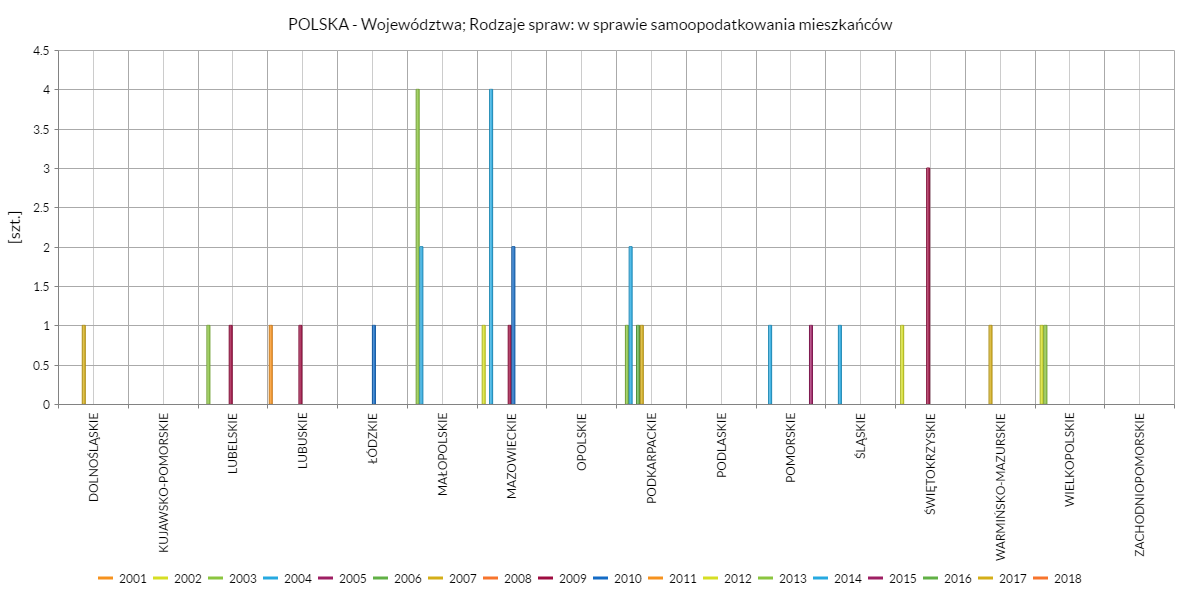 POLSKA - Województwa; Rodzaje spraw: w sprawie samoopodatkowania mieszkańców
[szt.]
4.5
4
3.5
3
2.5
2
1.5
1
0.5
0
DOLNOŚLĄSKIE
KUJAWSKO-POMORSKIE
LUBELSKIE
LUBUSKIE
ŁÓDZKIE
MAŁOPOLSKIE
MAZOWIECKIE
OPOLSKIE
PODKARPACKIE
PODLASKIE
POMORSKIE
ŚLĄSKIE
ŚWIĘTOKRZYSKIE
WARMIŃSKO-MAZURSKIE
WIELKOPOLSKIE
ZACHODNIOPOMORSKIE
2001 2002 2003 2004 2005 2006 2007 2008 2009 2010 2011 2012 2013 2014 2015 2016 2017 2018